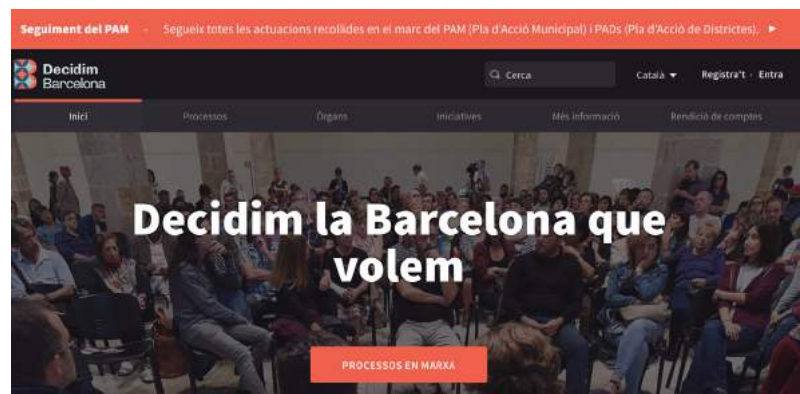 Seguiment del PAM - Segueix totes les actuacions recollides en el marc del PAM (Pla d'Acció Municipal) i PADs (Pla d'Acció de Districtes). ►
Decidim
Barcelona
Cerca
Català ▼
Registra't · Entra
Inici
Processos
Òrgans
Iniciatives
Més informació
Rendició de comptes
Decidim la Barcelona que
volem
PROCESSOS EN MARXA